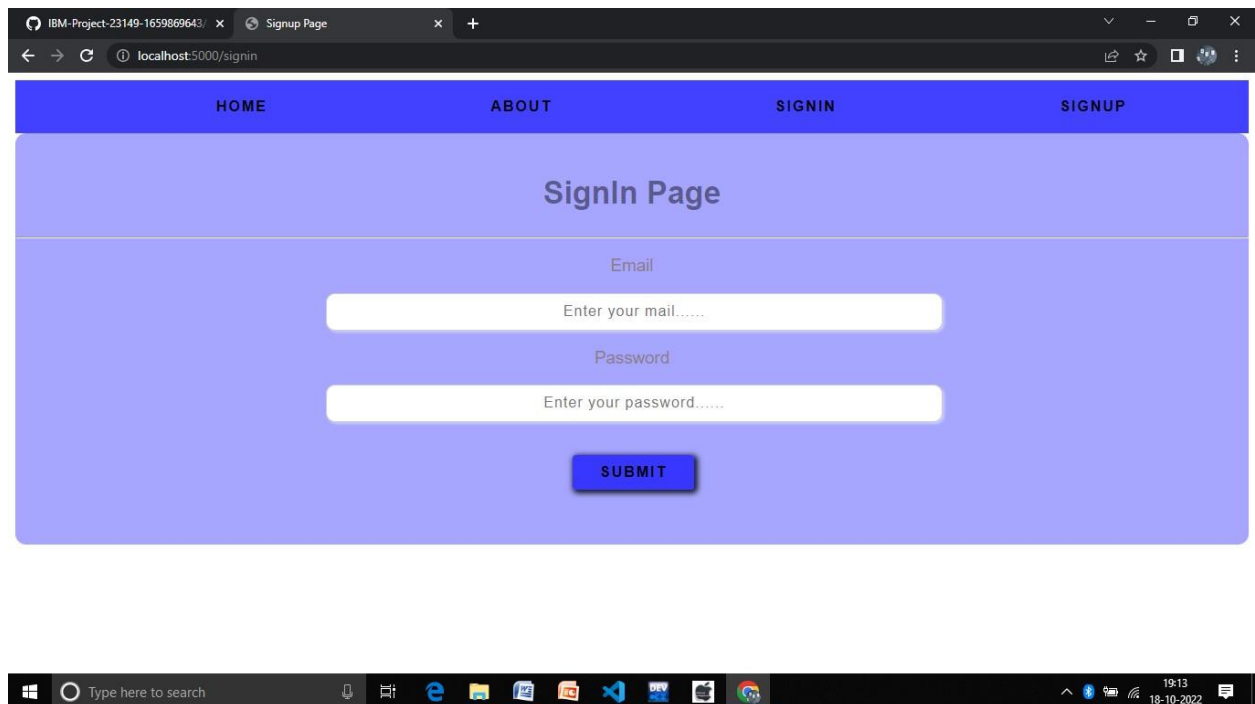 IBM-Project-23149-1659869643/
Signup Page
localhost:5000/signin
HOME ABOUT SIGNIN SIGNUP
SignIn Page
Email
Enter your mail......
Password
Enter your password......
SUBMIT
Type here to search
DEV
19:13
18-10-2022